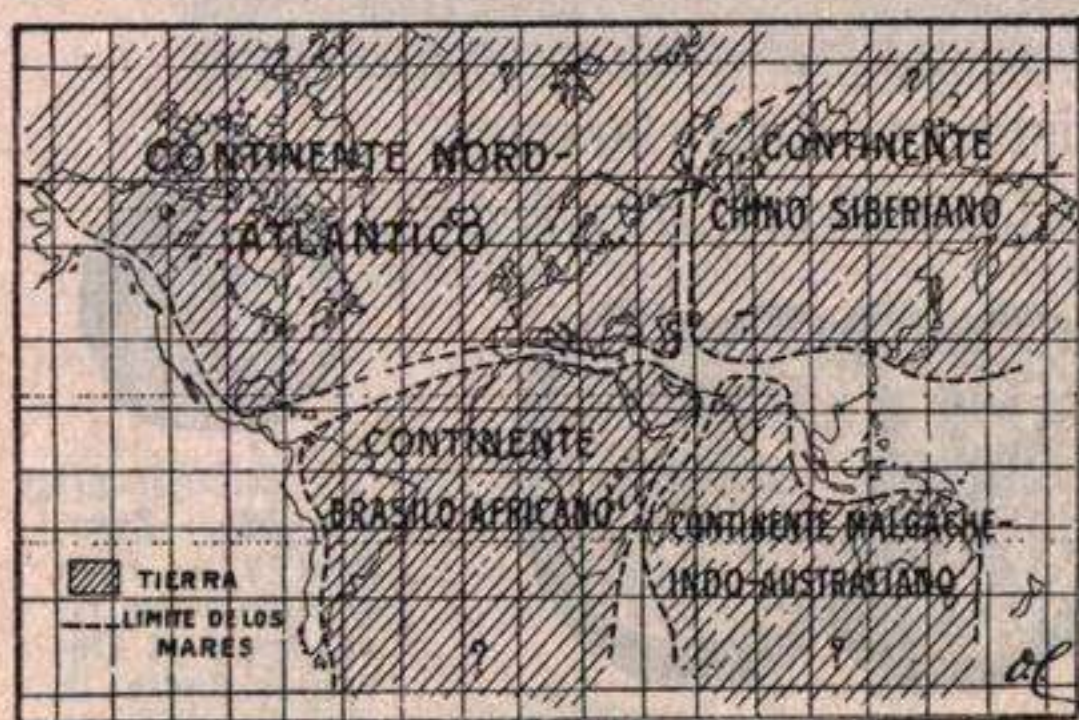 CONTINENTE NORD-
ATLANTICO
CONTINENTE
CHINO SIBERIANO
CONTINENTE
BRASILO AFRICANO
CONTINENTE MALGACHE-
INDO-AUSTRALIANO
TIERRA
LIMITE DE LOS
MARES
?
?
?
?